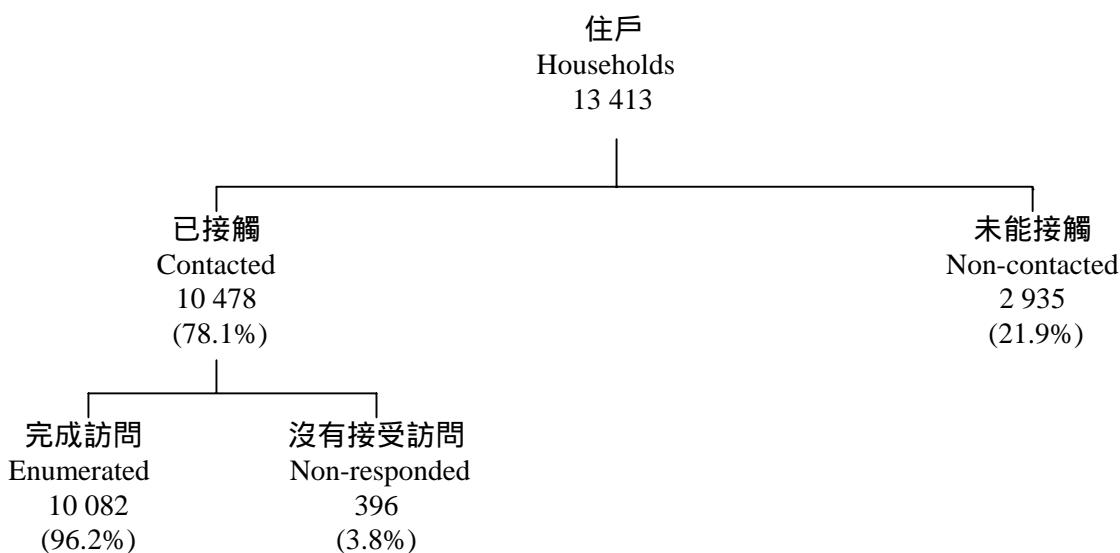 住戶
Households
13 413
已接觸
Contacted
10 478
(78.1%)
未能接觸
Non-contacted
2 935
(21.9%)
完成訪問
Enumerated
10 082
(96.2%)
沒有接受訪問
Non-responded
396
(3.8%)